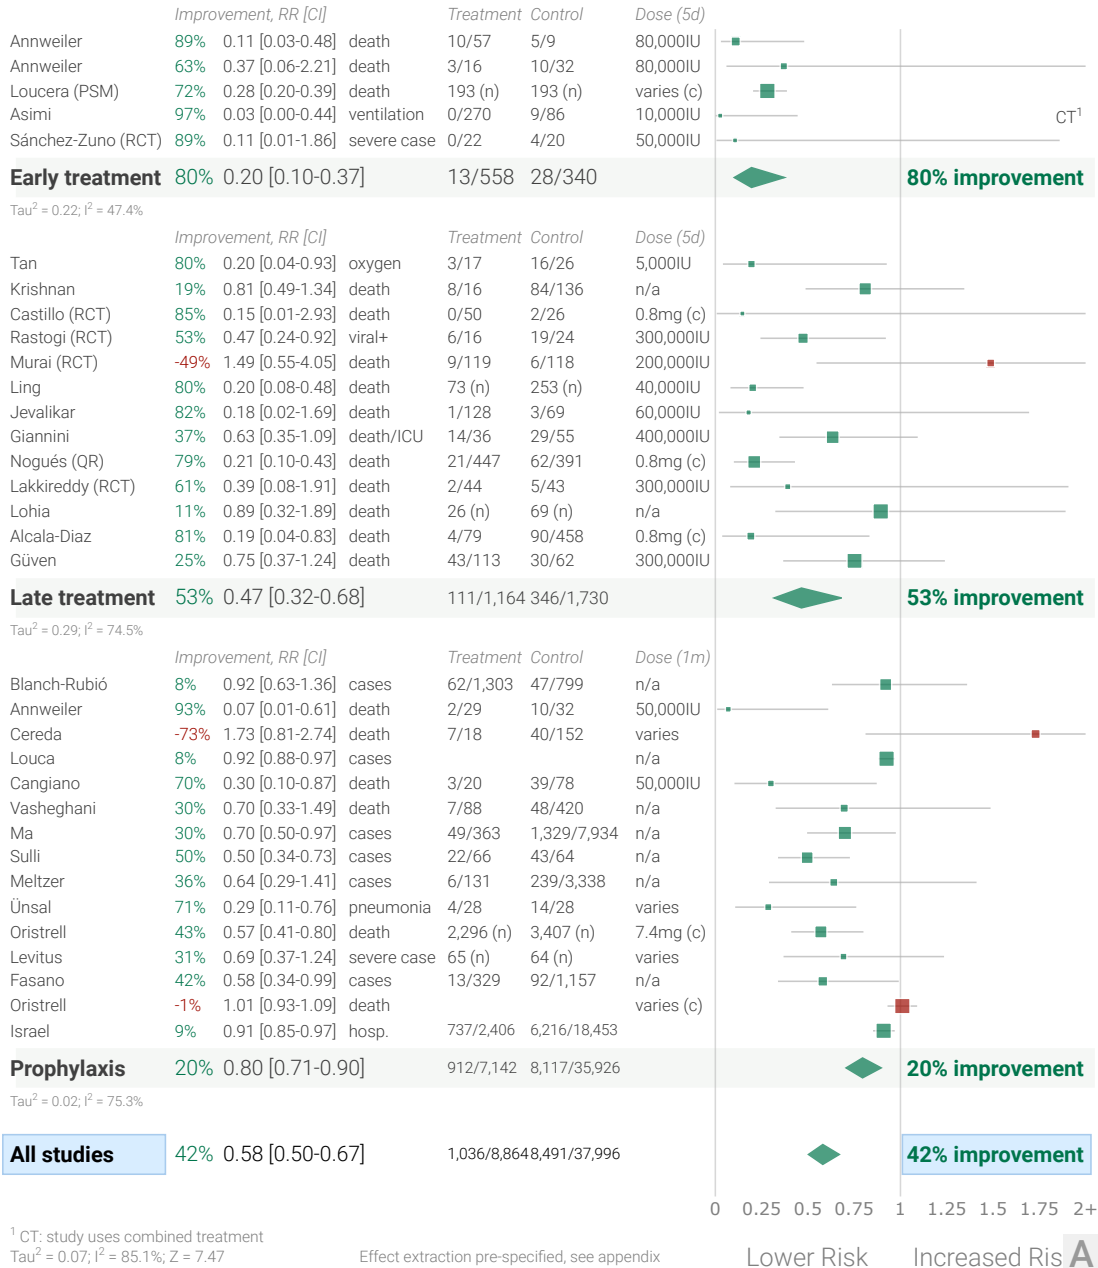 Improvement, RR [CI] Treatment Control Dose (5d)
Annweiler 89% 0.11 [0.03-0.48] death 10/57 5/9 80,000IU
Annweiler 63% 0.37 [0.06-2.21] death 3/16 10/32 80,000IU
Loucera (PSM) 72% 0.28 [0.20-0.39] death 193 (n) 193 (n) varies (c)
Asimi 97% 0.03 [0.00-0.44] ventilation 0/270 9/86 10,000IU CT1
Sánchez-Zuno (RCT) 89% 0.11 [0.01-1.86] severe case 0/22 4/20 50,000IU
Early treatment 80% 0.20 [0.10-0.37] 13/558 28/340 80% improvement
Tau2 = 0.22; I2 = 47.4%
Improvement, RR [CI] Treatment Control Dose (5d)
Tan 80% 0.20 [0.04-0.93] oxygen 3/17 16/26 5,000IU
Krishnan 19% 0.81 [0.49-1.34] death 8/16 84/136 n/a
Castillo (RCT) 85% 0.15 [0.01-2.93] death 0/50 2/26 0.8mg (c)
Rastogi (RCT) 53% 0.47 [0.24-0.92] viral+ 6/16 19/24 300,000IU
Murai (RCT) -49% 1.49 [0.55-4.05] death 9/119 6/118 200,000IU
Ling 80% 0.20 [0.08-0.48] death 73 (n) 253 (n) 40,000IU
Jevalikar 82% 0.18 [0.02-1.69] death 1/128 3/69 60,000IU
Giannini 37% 0.63 [0.35-1.09] death/ICU 14/36 29/55 400,000IU
Nogués (QR) 79% 0.21 [0.10-0.43] death 21/447 62/391 0.8mg (c)
Lakkireddy (RCT) 61% 0.39 [0.08-1.91] death 2/44 5/43 300,000IU
Lohia 11% 0.89 [0.32-1.89] death 26 (n) 69 (n) n/a
Alcala-Diaz 81% 0.19 [0.04-0.83] death 4/79 90/458 0.8mg (c)
Güven 25% 0.75 [0.37-1.24] death 43/113 30/62 300,000IU
Late treatment 53% 0.47 [0.32-0.68] 111/1,164 346/1,730 53% improvement
Tau2 = 0.29; I2 = 74.5%
Improvement, RR [CI] Treatment Control Dose (1m)
Blanch-Rubió 8% 0.92 [0.63-1.36] cases 62/1,303 47/799 n/a
Annweiler 93% 0.07 [0.01-0.61] death 2/29 10/32 50,000IU
Cereda -73% 1.73 [0.81-2.74] death 7/18 40/152 varies
Louca 8% 0.92 [0.88-0.97] cases
Cangiano 70% 0.30 [0.10-0.87] death 3/20 39/78 50,000IU
Vasheghani 30% 0.70 [0.33-1.49] death 7/88 48/420 n/a
Ma 30% 0.70 [0.50-0.97] cases 49/363 1,329/7,934 n/a
Sulli 50% 0.50 [0.34-0.73] cases 22/66 43/64 n/a
Meltzer 36% 0.64 [0.29-1.41] cases 6/131 239/3,338 n/a
Ünsal 71% 0.29 [0.11-0.76] pneumonia 4/28 14/28 varies
Oristrell 43% 0.57 [0.41-0.80] death 2,296 (n) 3,407 (n) 7.4mg (c)
Levitus 31% 0.69 [0.37-1.24] severe case 65 (n) 64 (n) varies
Fasano 42% 0.58 [0.34-0.99] cases 13/329 92/1,157 n/a
Oristrell -1% 1.01 [0.93-1.09] death varies (c)
Israel 9% 0.91 [0.85-0.97] hosp. 737/2,406 6,216/18,453
Prophylaxis 20% 0.80 [0.71-0.90] 912/7,142 8,117/35,926 20% improvement
Tau2 = 0.02; I2 = 75.3%
All studies 42% 0.58 [0.50-0.67] 1,036/8,864 8,491/37,996 42% improvement
0 0.25 0.5 0.75 1 1.25 1.5 1.75 2+
1 CT: study uses combined treatment
Tau2 = 0.07; I2 = 85.1%; Z = 7.47 Effect extraction pre-specified, see appendix Lower Risk Increased Ris A